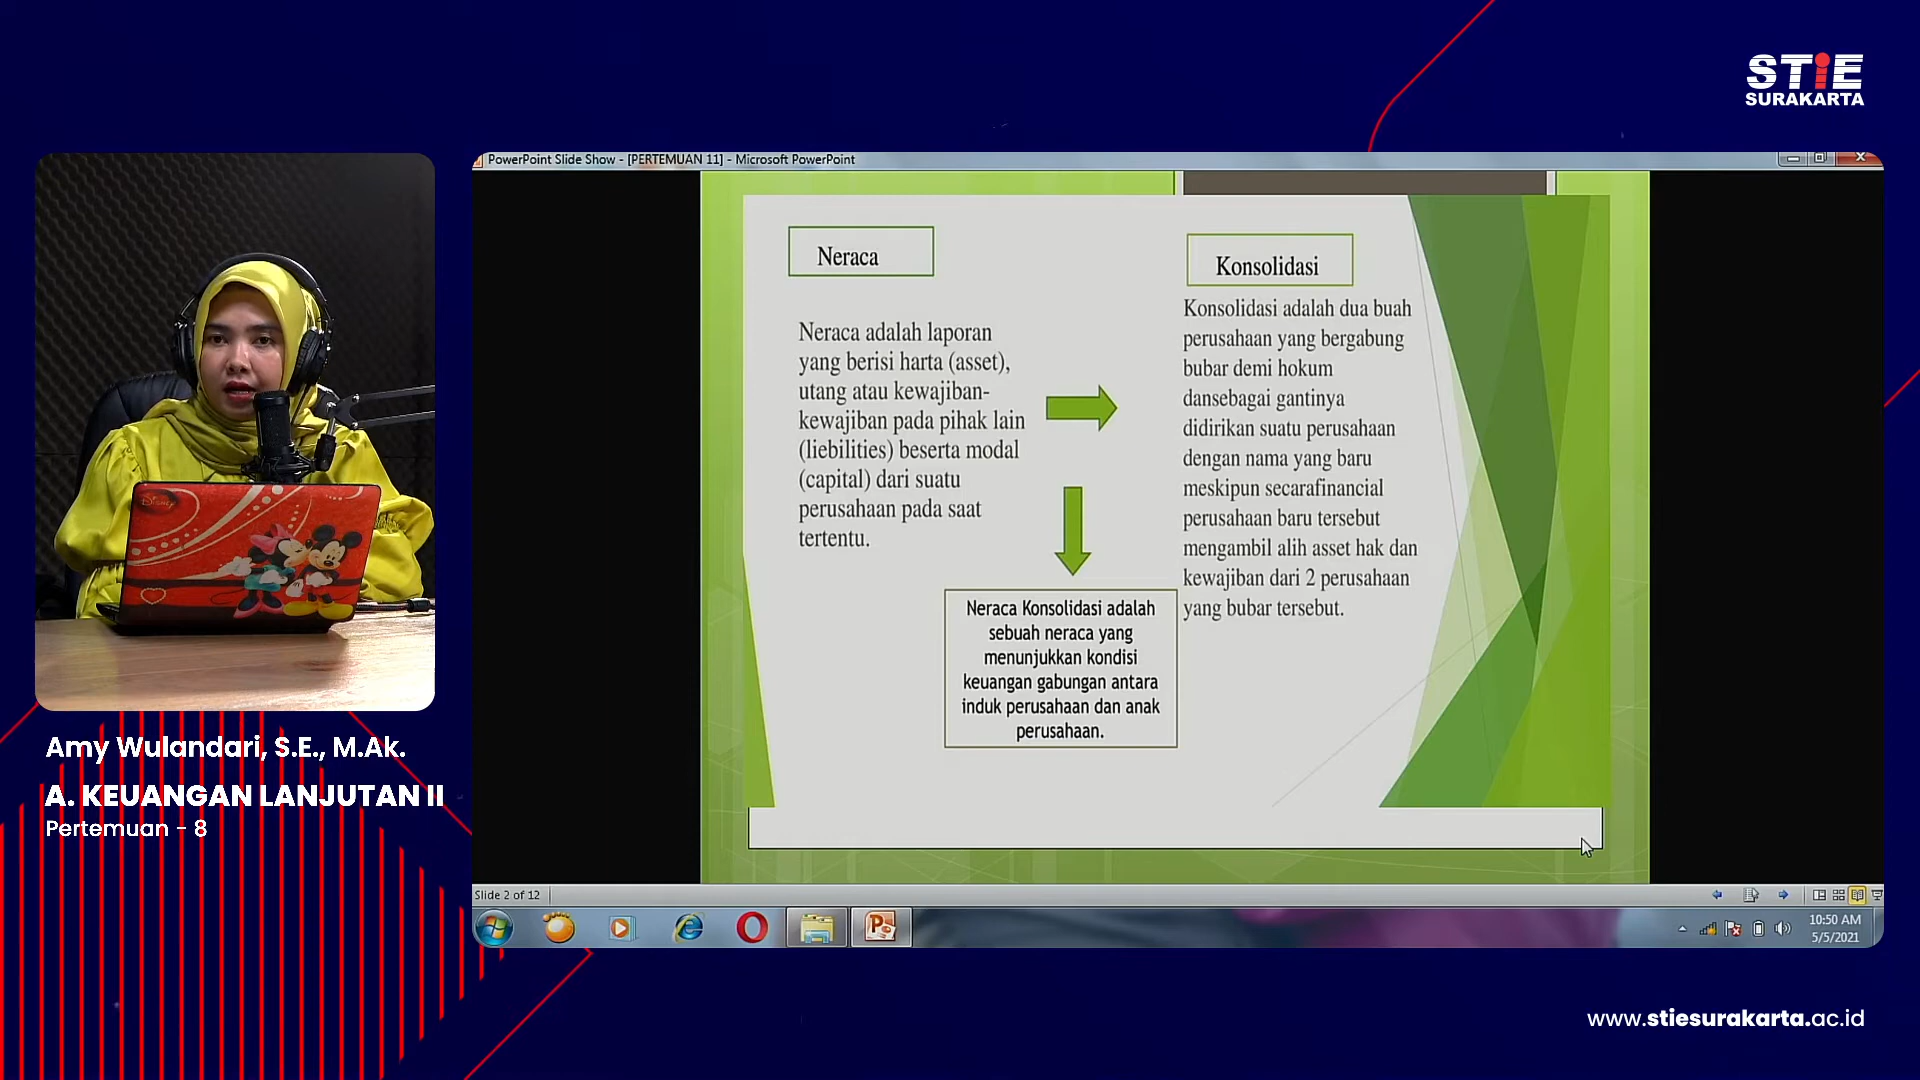 STiE
SURAKARTA
PowerPoint Slide Show - [PERTEMUAN 11] - Microsoft PowerPoint
Neraca
Neraca adalah laporan
yang berisi harta (asset),
utang atau kewajiban-
kewajiban pada pihak lain
(liebilities) beserta modal
(capital) dari suatu
perusahaan pada saat
tertentu.
Konsolidasi
Konsolidasi adalah dua buah
perusahaan yang bergabung
bubar demi hokum
dansebagai gantinya
didirikan suatu perusahaan
dengan nama yang baru
meskipun secarafinancial
perusahaan baru tersebut
mengambil alih asset hak dan
kewajiban dari 2 perusahaan
yang bubar tersebut.
Neraca Konsolidasi adalah
sebuah neraca yang
menunjukkan kondisi
keuangan gabungan antara
induk perusahaan dan anak
perusahaan.
Amy Wulandari, S.E., M.Ak.
A. KEUANGAN LANJUTAN II
Pertemuan - 8
Slide 2 of 12
10:50 AM
5/5/2021
www.stiesurakarta.ac.id